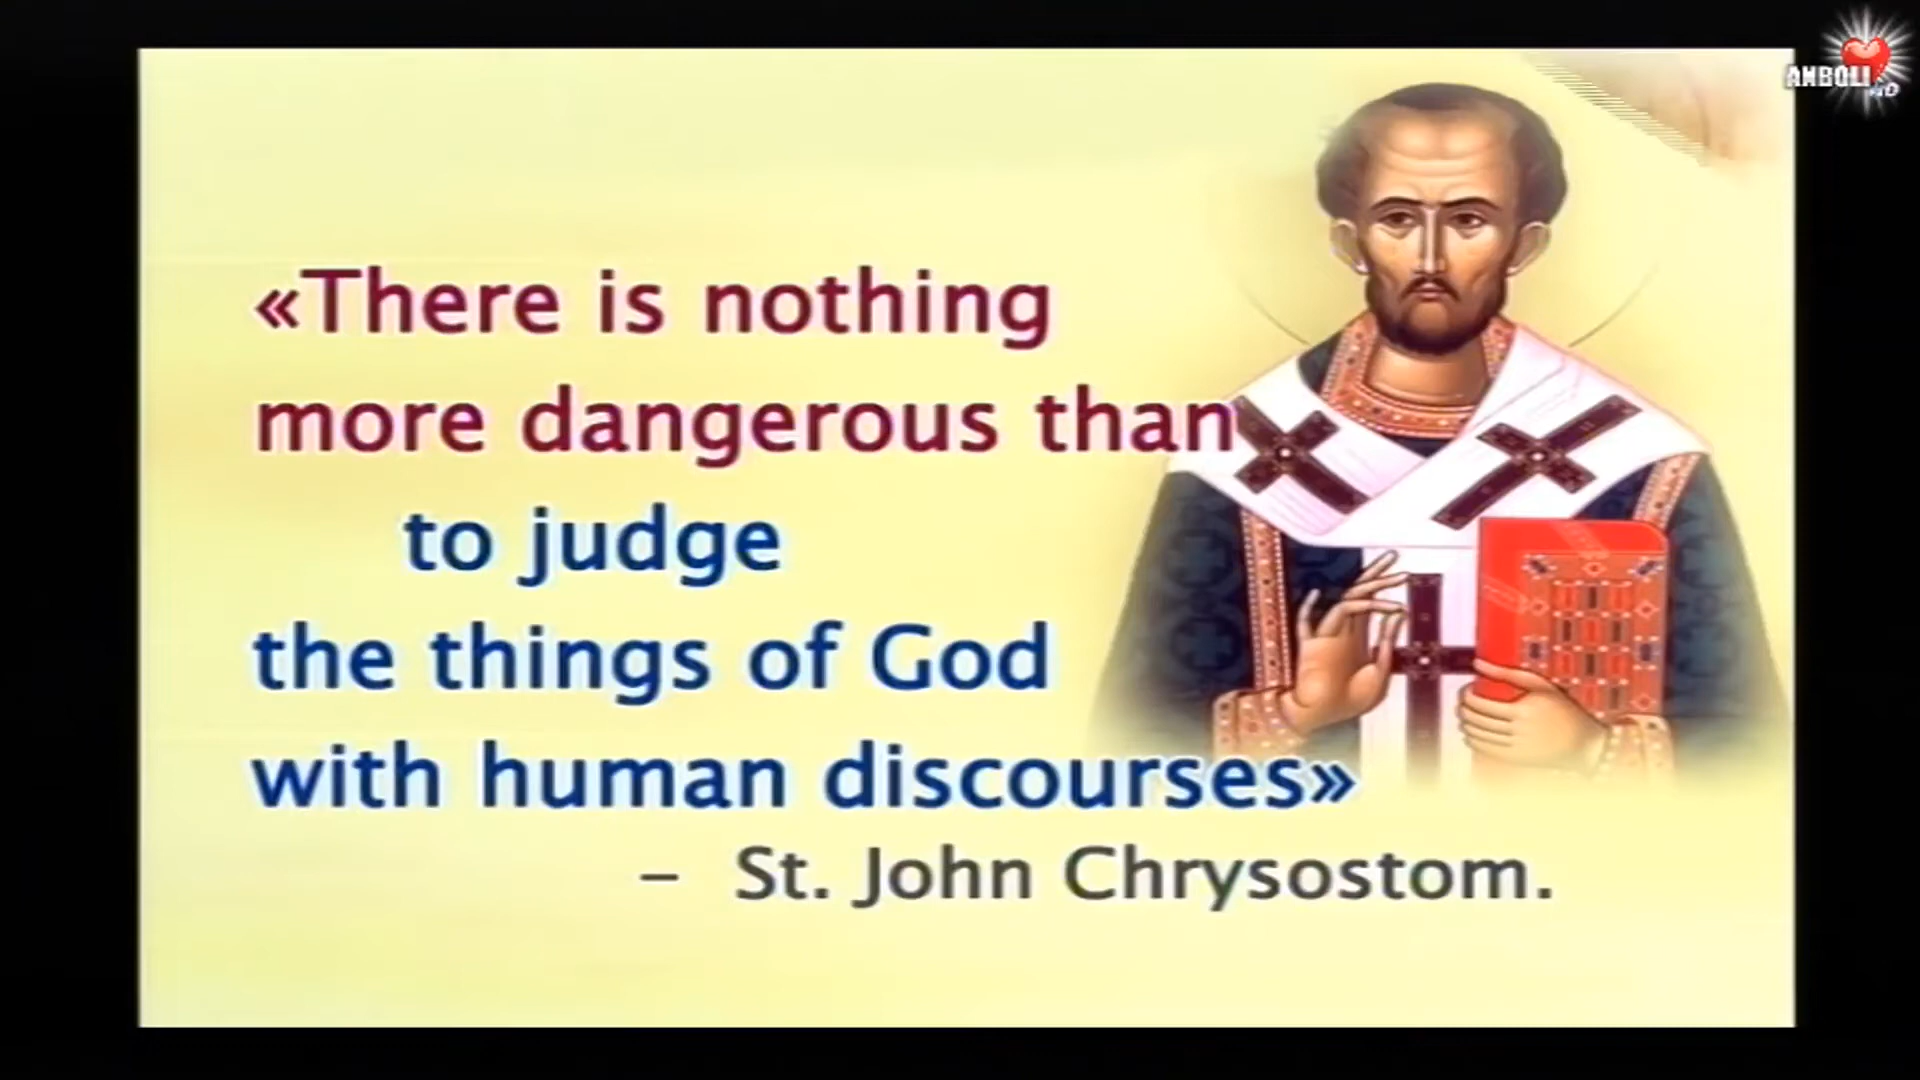 ANBOLI
HD
«There is nothing
more dangerous than
to judge
the things of God
with human discourses»
– St. John Chrysostom.